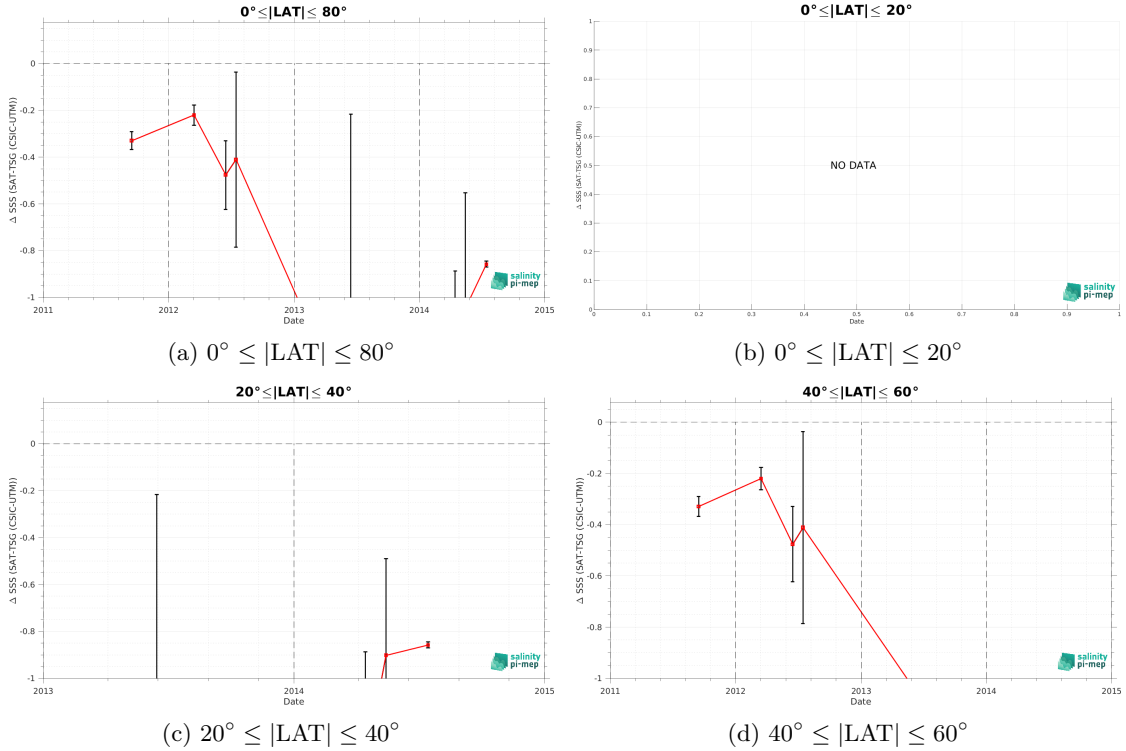 0°≤|LAT|≤ 80°
0
-0.2
-0.4
-0.6
-0.8
-1
Δ SSS (SAT-TSG (CSIC-UTM))
2011 2012 2013 2014 2015
Date
salinity
pi-mep
(a) 0° ≤ |LAT| ≤ 80°
0°≤|LAT|≤ 20°
1
0.9
0.8
0.7
0.6
0.5
0.4
0.3
0.2
0.1
0
Δ SSS (SAT-TSG (CSIC-UTM))
NO DATA
0 0.1 0.2 0.3 0.4 0.5 0.6 0.7 0.8 0.9 1
Date
salinity
pi-mep
(b) 0° ≤ |LAT| ≤ 20°
20°≤|LAT|≤ 40°
0
-0.2
-0.4
-0.6
-0.8
-1
Δ SSS (SAT-TSG (CSIC-UTM))
2013 2014 2015
Date
salinity
pi-mep
(c) 20° ≤ |LAT| ≤ 40°
40°≤|LAT|≤ 60°
0
-0.2
-0.4
-0.6
-0.8
-1
Δ SSS (SAT-TSG (CSIC-UTM))
2011 2012 2013 2014 2015
Date
salinity
pi-mep
(d) 40° ≤ |LAT| ≤ 60°